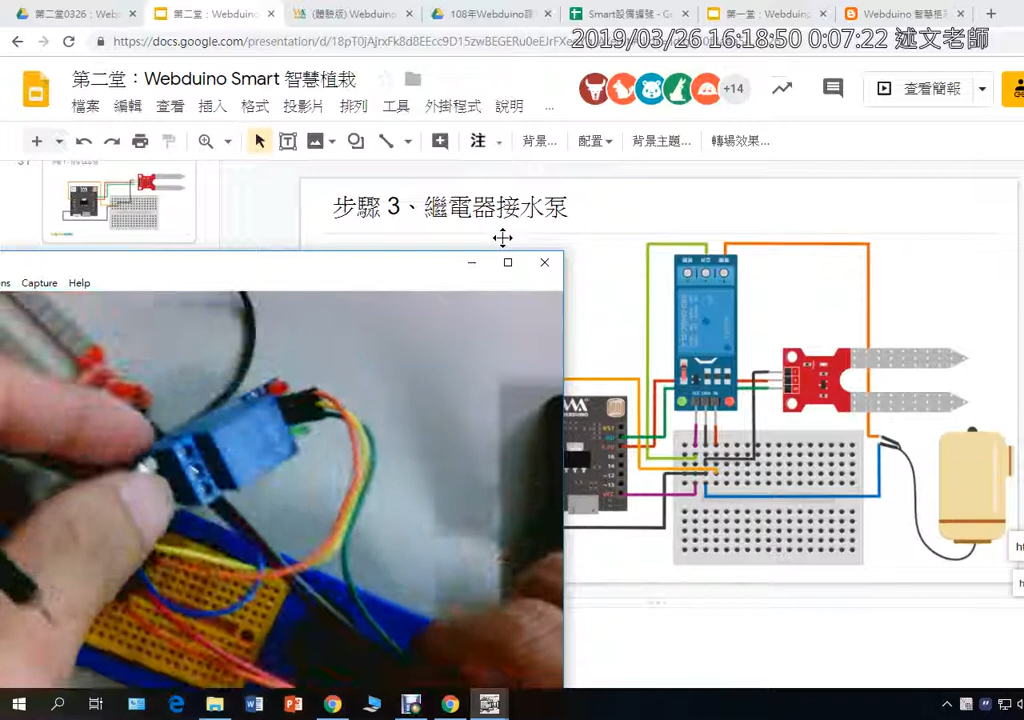 第二堂0326：Web
第二堂：Webduino
(體驗版) Webduino
108年Webduino課
Smart設備編號 - G
第一堂：Webduin
Webduino 智慧植
https://docs.google.com/presentation/d/18pT0jAjrxFk8d8EEcc9D15zwBEGERu0eEJrFXe
2019/03/26 16:18:50 0:07:22 述文老師
第二堂：Webduino Smart 智慧植栽
檔案 編輯 查看 插入 格式 投影片 排列 工具 外掛程式 說明 ...
+14
查看簡報
注
背景...
配置
背景主題...
轉場效果...
步驟 3、繼電器接水泵
ns Capture Help
VCC